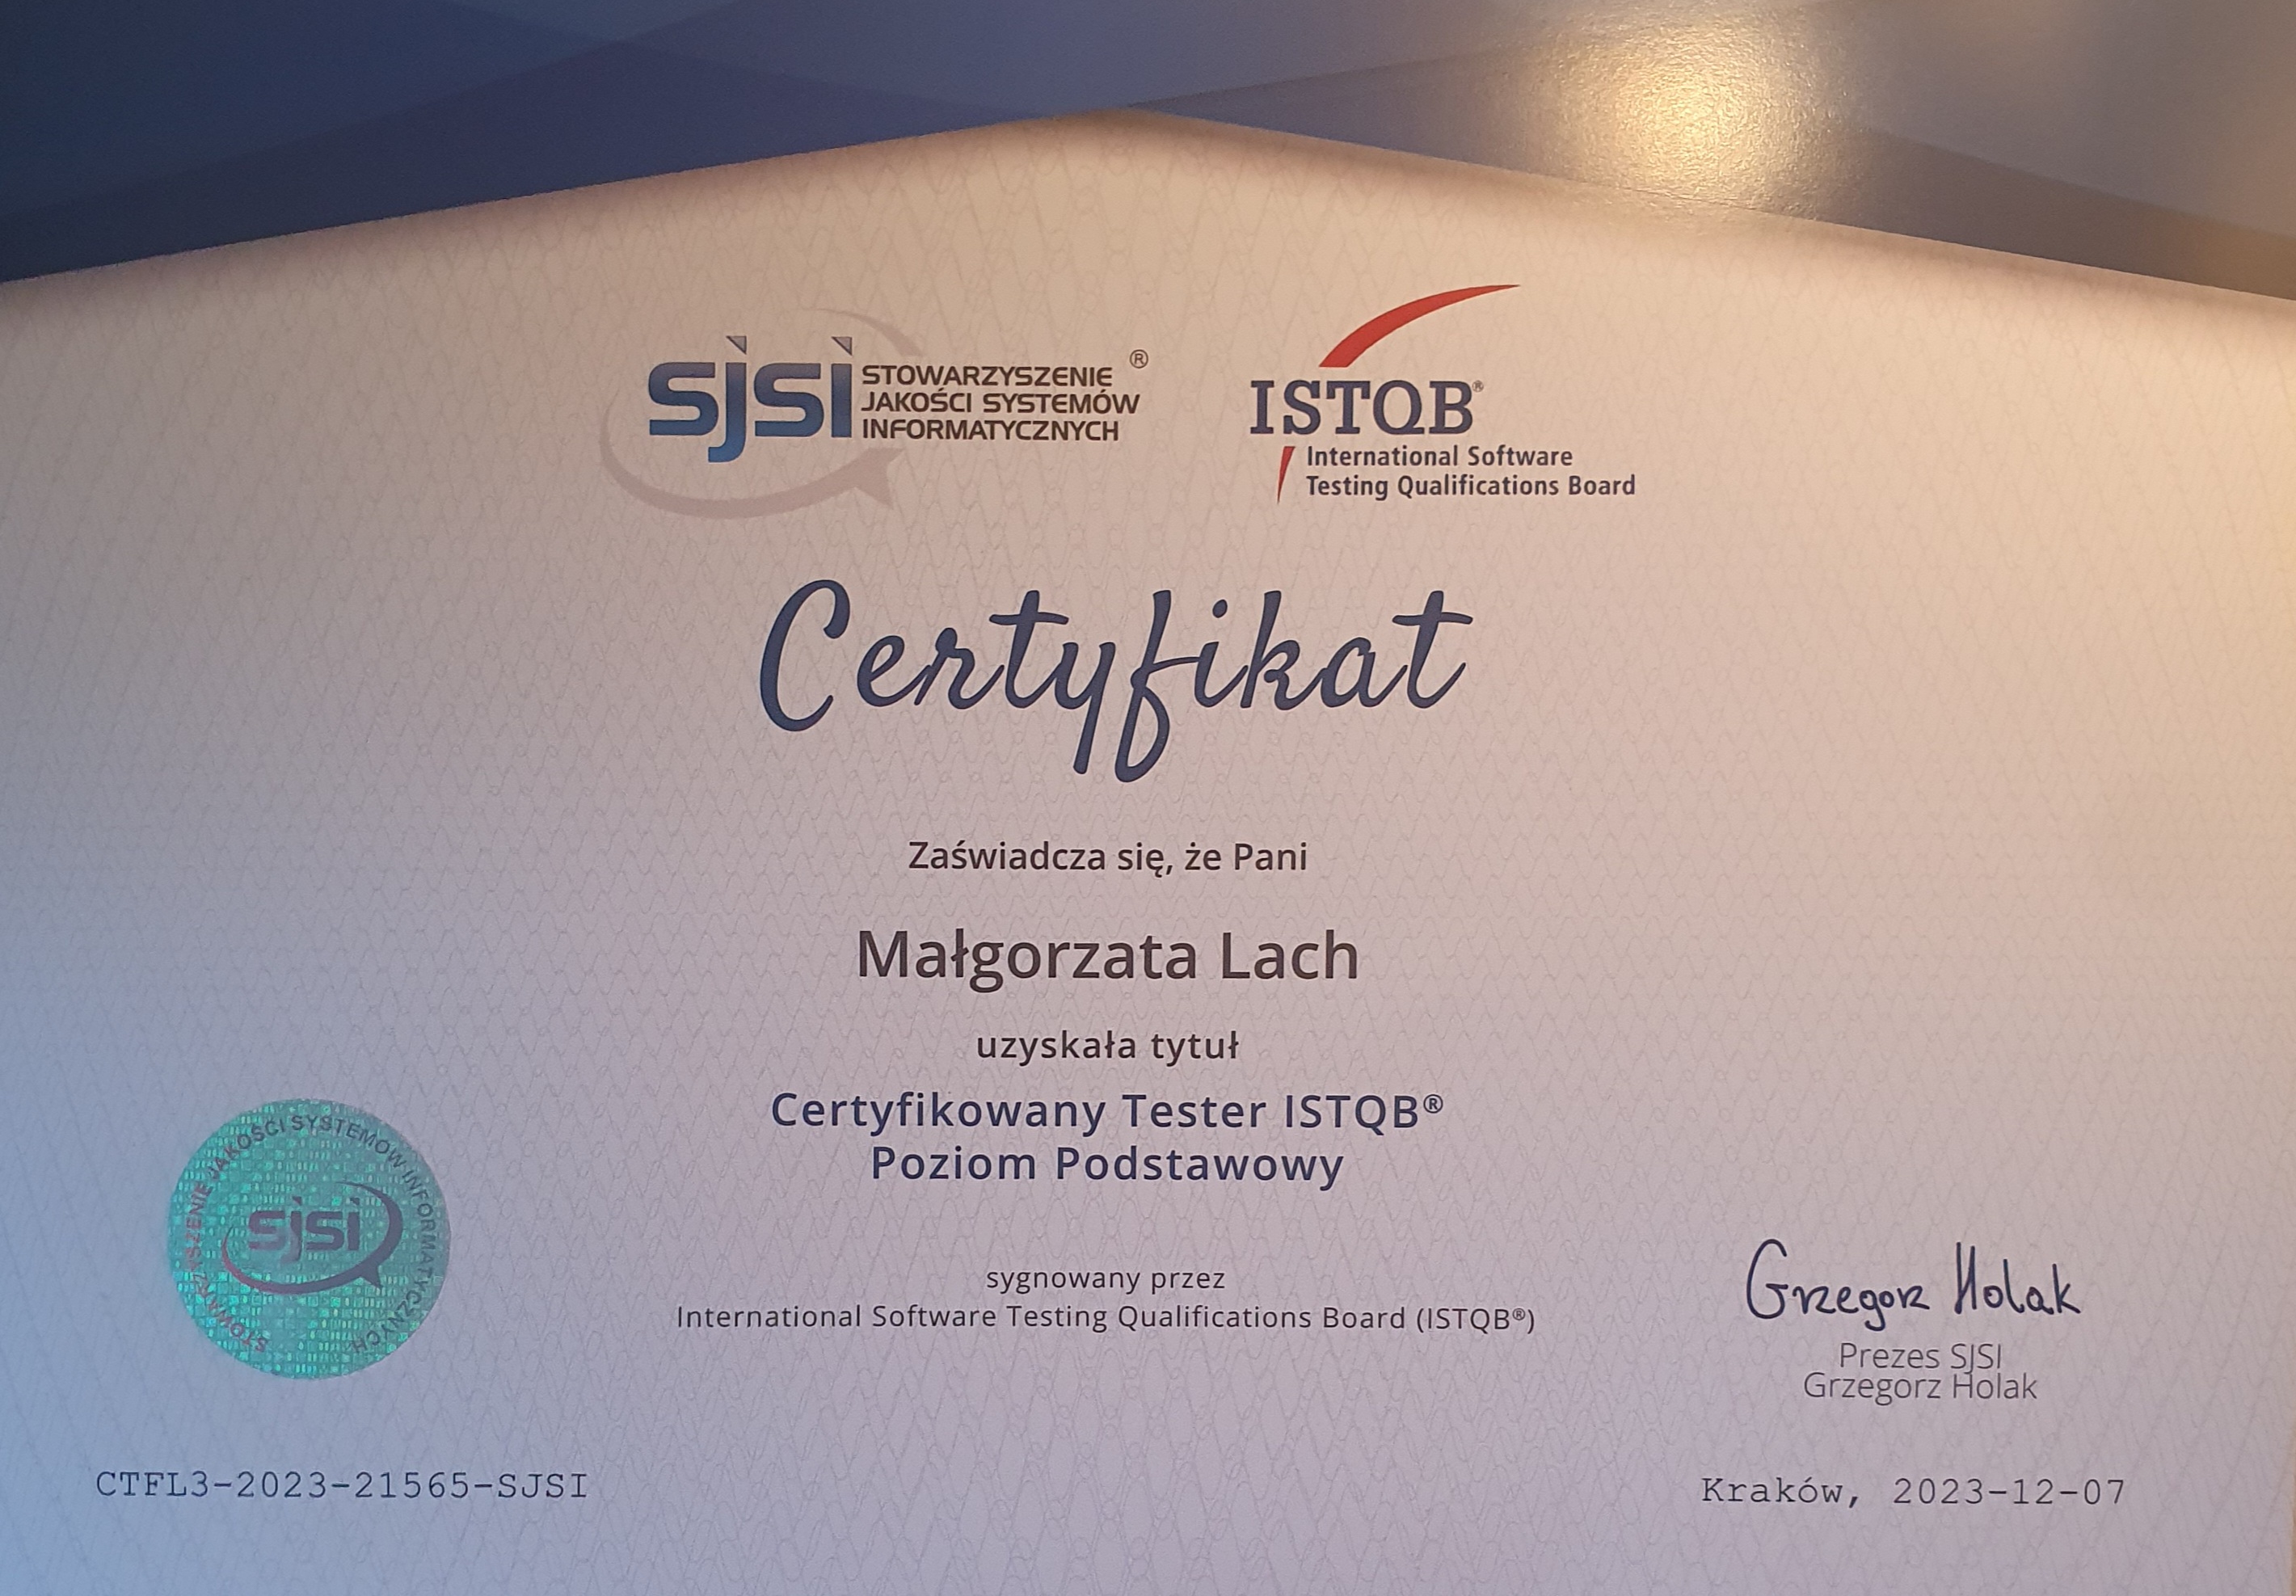 sjsi STOWARZYSZENIE ®
JAKOŚCI SYSTEMÓW
INFORMATYCZNYCH
ISTQB®
International Software
Testing Qualifications Board
Certyfikat
Zaświadcza się, że Pani
Małgorzata Lach
uzyskała tytuł
Certyfikowany Tester ISTQB®
Poziom Podstawowy
STOWARZYSZENIE JAKOŚCI SYSTEMÓW INFORMATYCZNYCH
sjsi
sygnowany przez
International Software Testing Qualifications Board (ISTQB®)
Grzegorz Holak
Prezes SJSI
Grzegorz Holak
CTFL3-2023-21565-SJSI
Kraków, 2023-12-07